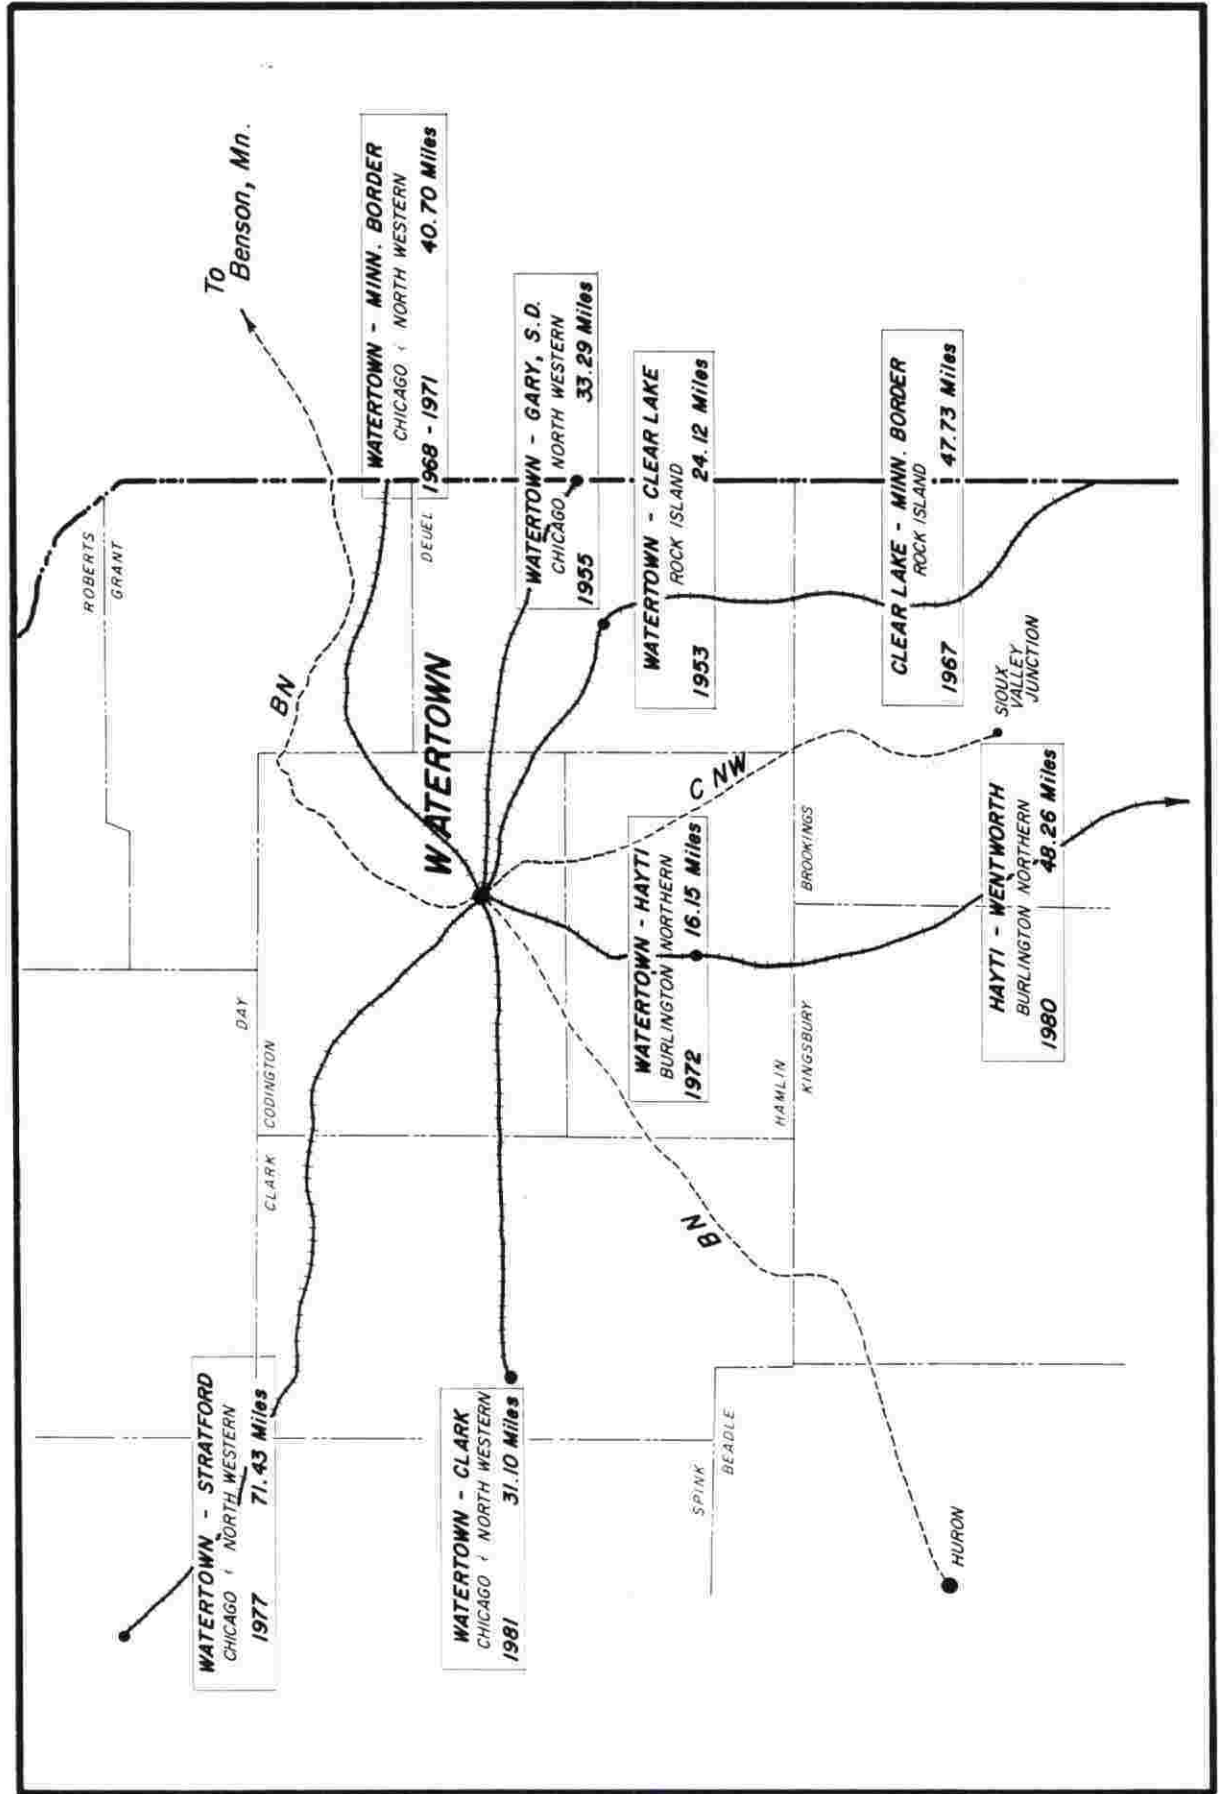 To
Benson, Mn.
WATERTOWN - MINN. BORDER
CHICAGO & NORTH WESTERN
1968 - 1971 40.70 Miles
ROBERTS
GRANT
BN
DEUEL
WATERTOWN - GARY, S.D.
CHICAGO NORTH WESTERN
1955 33.29 Miles
WATERTOWN
WATERTOWN - CLEAR LAKE
ROCK ISLAND
1953 24.12 Miles
CLEAR LAKE - MINN. BORDER
ROCK ISLAND
1967 47.73 Miles
SIOUX
VALLEY
JUNCTION
C NW
DAY
CODINGTON
CLARK
WATERTOWN - HAYTI
BURLINGTON NORTHERN
1972 16.15 Miles
BROOKINGS
HAMLIN
KINGSBURY
HAYTI - WENTWORTH
BURLINGTON NORTHERN
1980 48.26 Miles
WATERTOWN - STRATFORD
CHICAGO & NORTH WESTERN
1977 71.43 Miles
WATERTOWN - CLARK
CHICAGO & NORTH WESTERN
1981 31.10 Miles
BN
SPINK
BEADLE
HURON